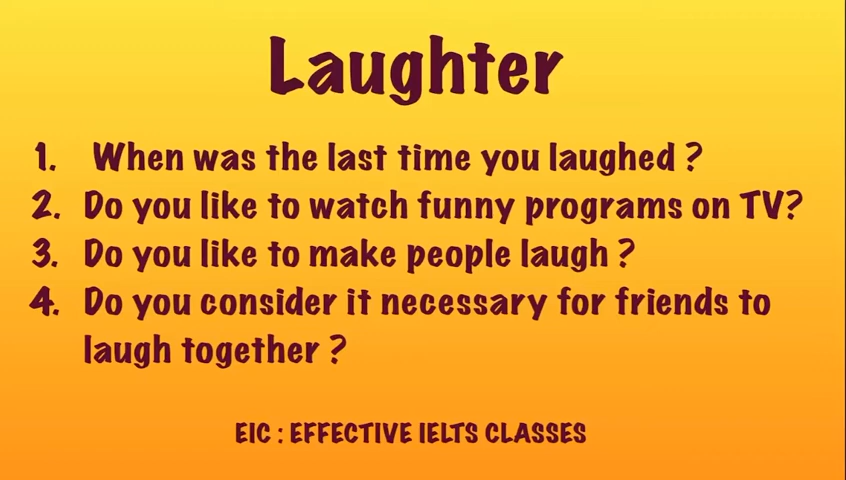 Laughter
1. When was the last time you laughed ?
2. Do you like to watch funny programs on TV?
3. Do you like to make people laugh ?
4. Do you consider it necessary for friends to
laugh together ?
EIC : EFFECTIVE IELTS CLASSES